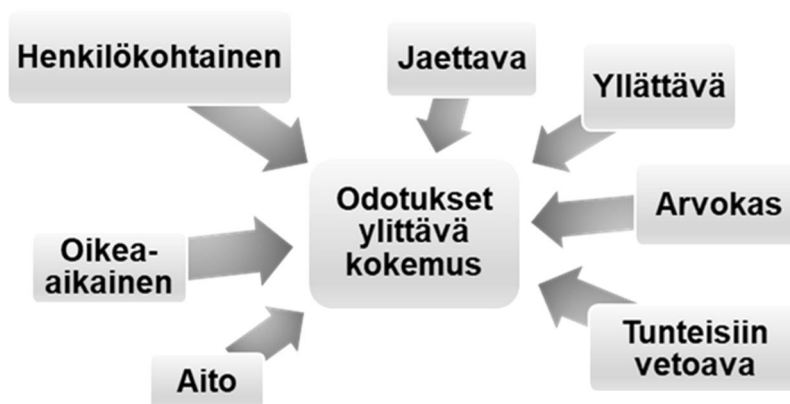 Henkilökohtainen
Jaettava
Yllättävä
Odotukset
ylittävä
kokemus
Arvokas
Oikea-
aikainen
Tunteisiin
vetoava
Aito